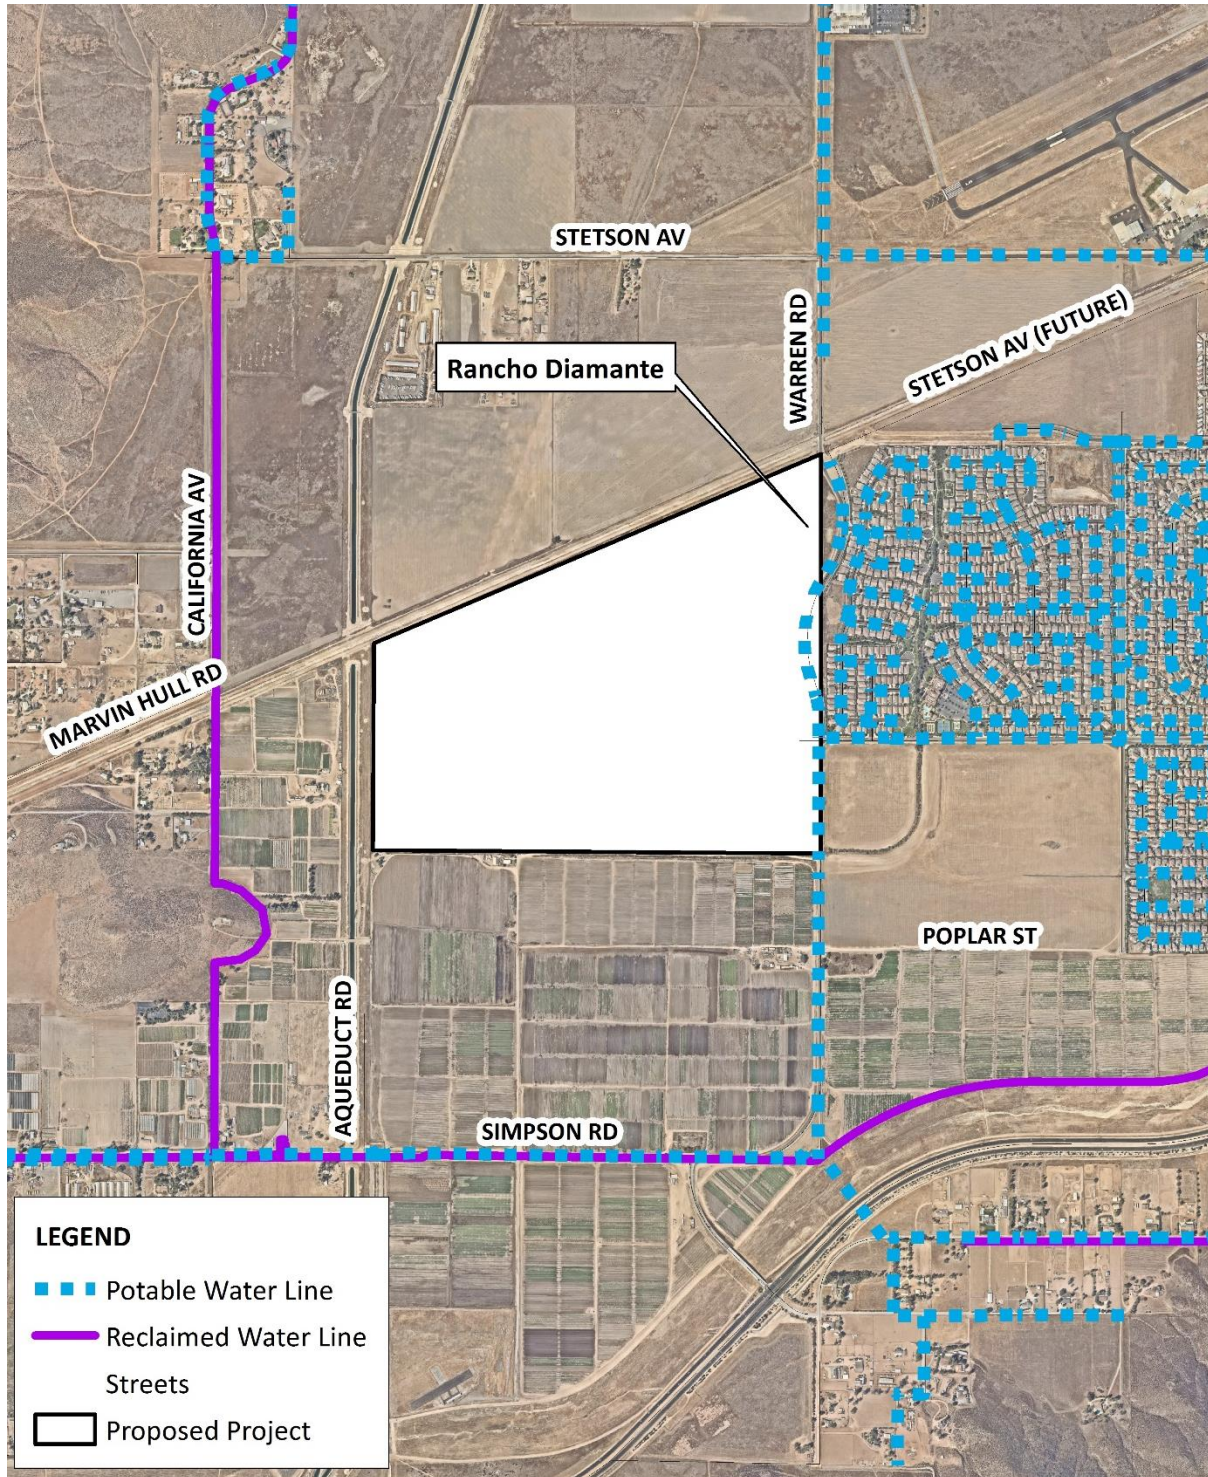 STETSON AV
WARREN RD
STETSON AV (FUTURE)
Rancho Diamante
CALIFORNIA AV
MARVIN HULL RD
POPLAR ST
AQUEDUCT RD
SIMPSON RD
LEGEND
Potable Water Line
Reclaimed Water Line
Streets
Proposed Project